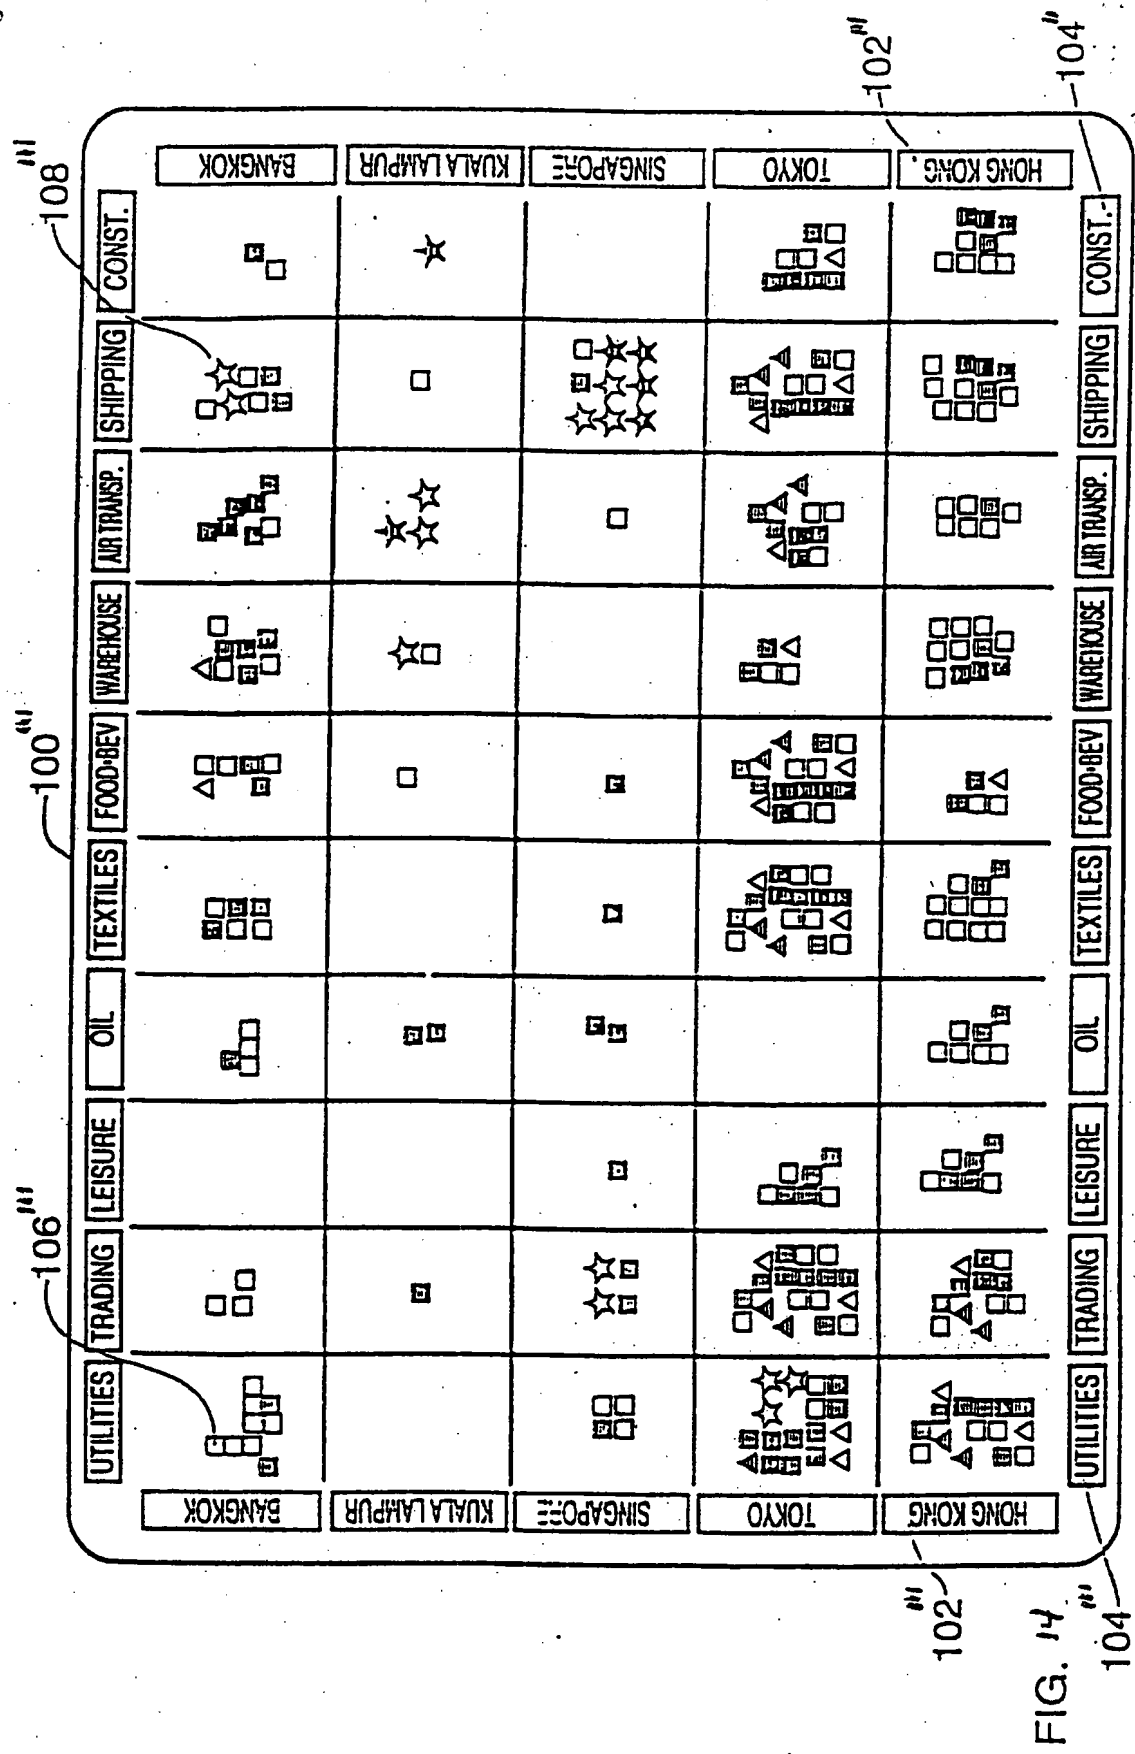 100'''
106'''
108'''
UTILITIES
TRADING
LEISURE
OIL
TEXTILES
FOOD•BEV
WAREHOUSE
AIR TRANSP.
SHIPPING
CONST.
BANGKOK
BANGKOK
KUALA LAMPUR
KUALA LAMPUR
SINGAPORE
SINGAPORE
TOKYO
TOKYO
HONG KONG
HONG KONG
UTILITIES
TRADING
LEISURE
OIL
TEXTILES
FOOD•BEV
WAREHOUSE
AIR TRANSP.
SHIPPING
CONST.
102'''
102'''
104'''
104''
FIG. 14